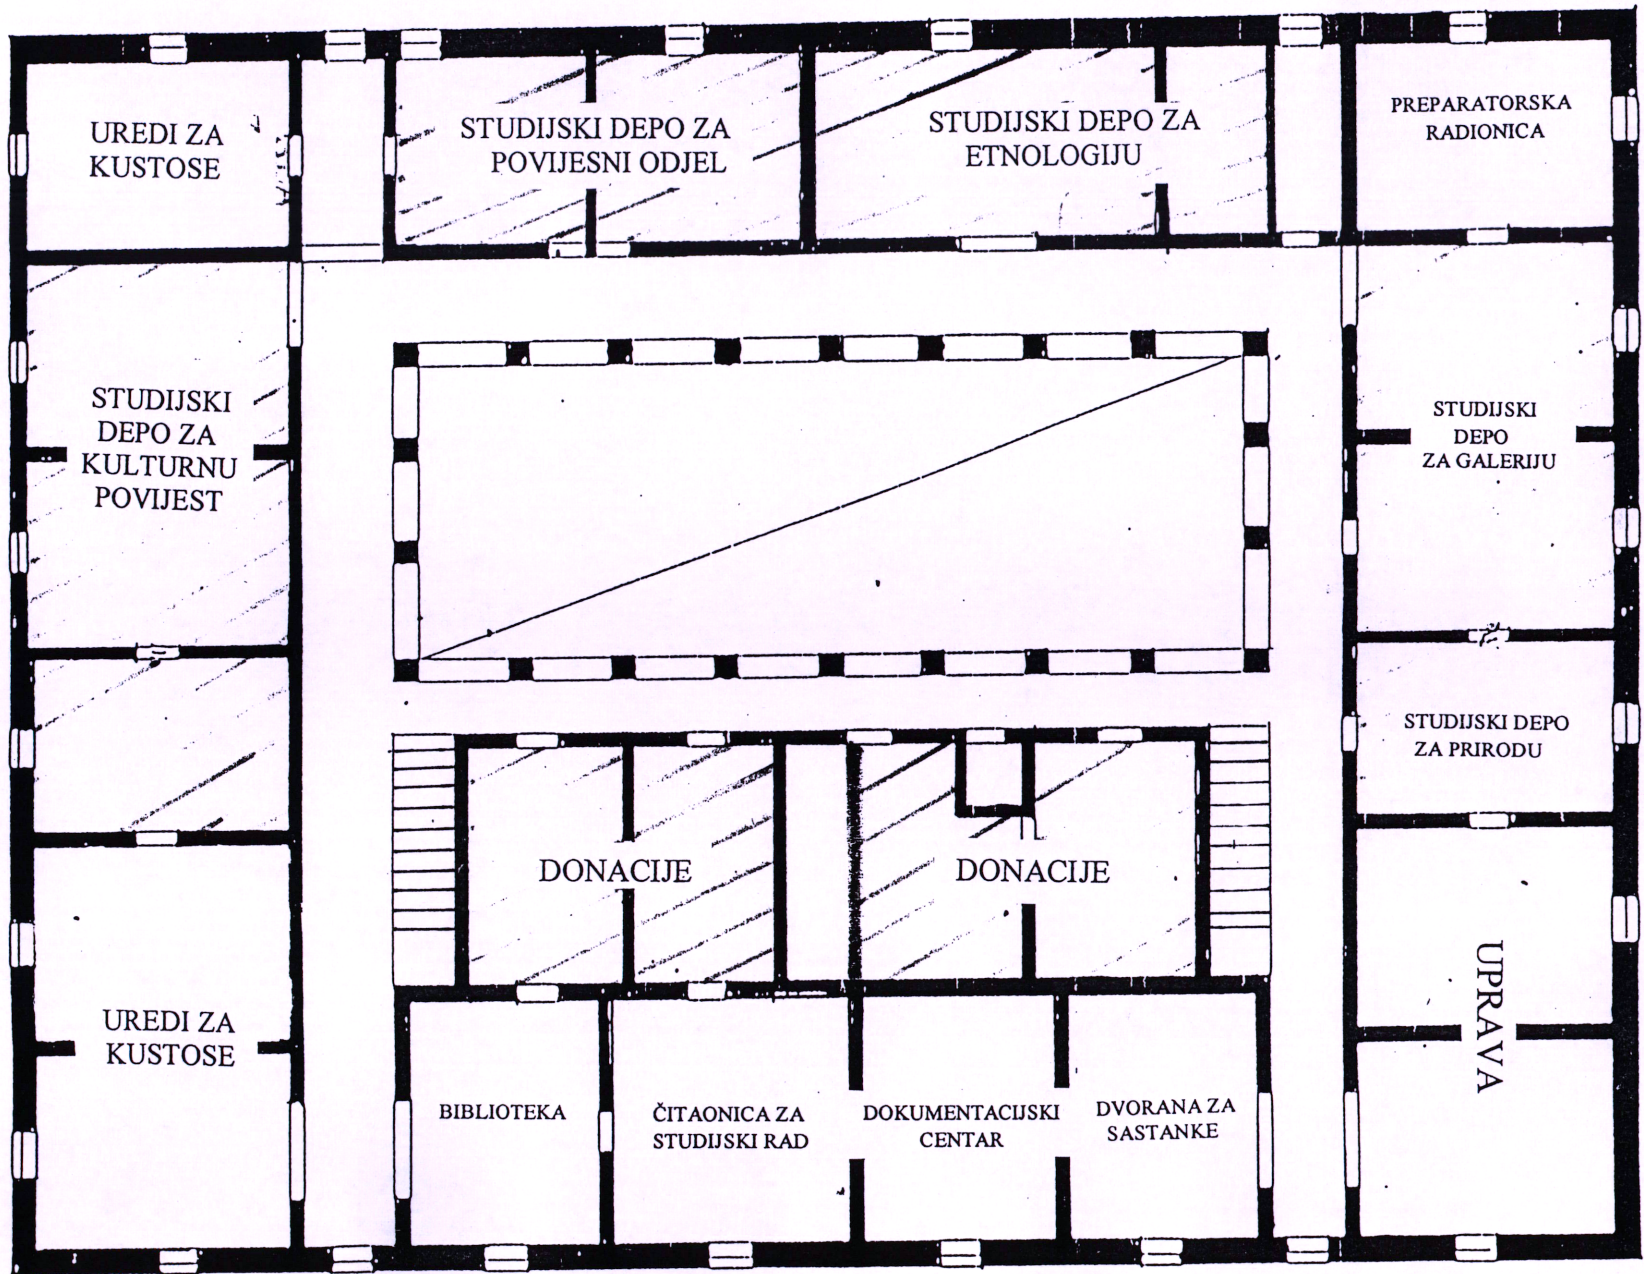 UREDI ZA
KUSTOSE
STUDIJSKI DEPO ZA
POVIJESNI ODJEL
STUDIJSKI DEPO ZA
ETNOLOGIJU
PREPARATORSKA
RADIONICA
STUDIJSKI
DEPO ZA
KULTURNU
POVIJEST
STUDIJSKI
DEPO
ZA GALERIJU
STUDIJSKI DEPO
ZA PRIRODU
DONACIJE
DONACIJE
UREDI ZA
KUSTOSE
UPRAVA
BIBLIOTEKA
ČITAONICA ZA
STUDIJSKI RAD
DOKUMENTACIJSKI
CENTAR
DVORANA ZA
SASTANKE